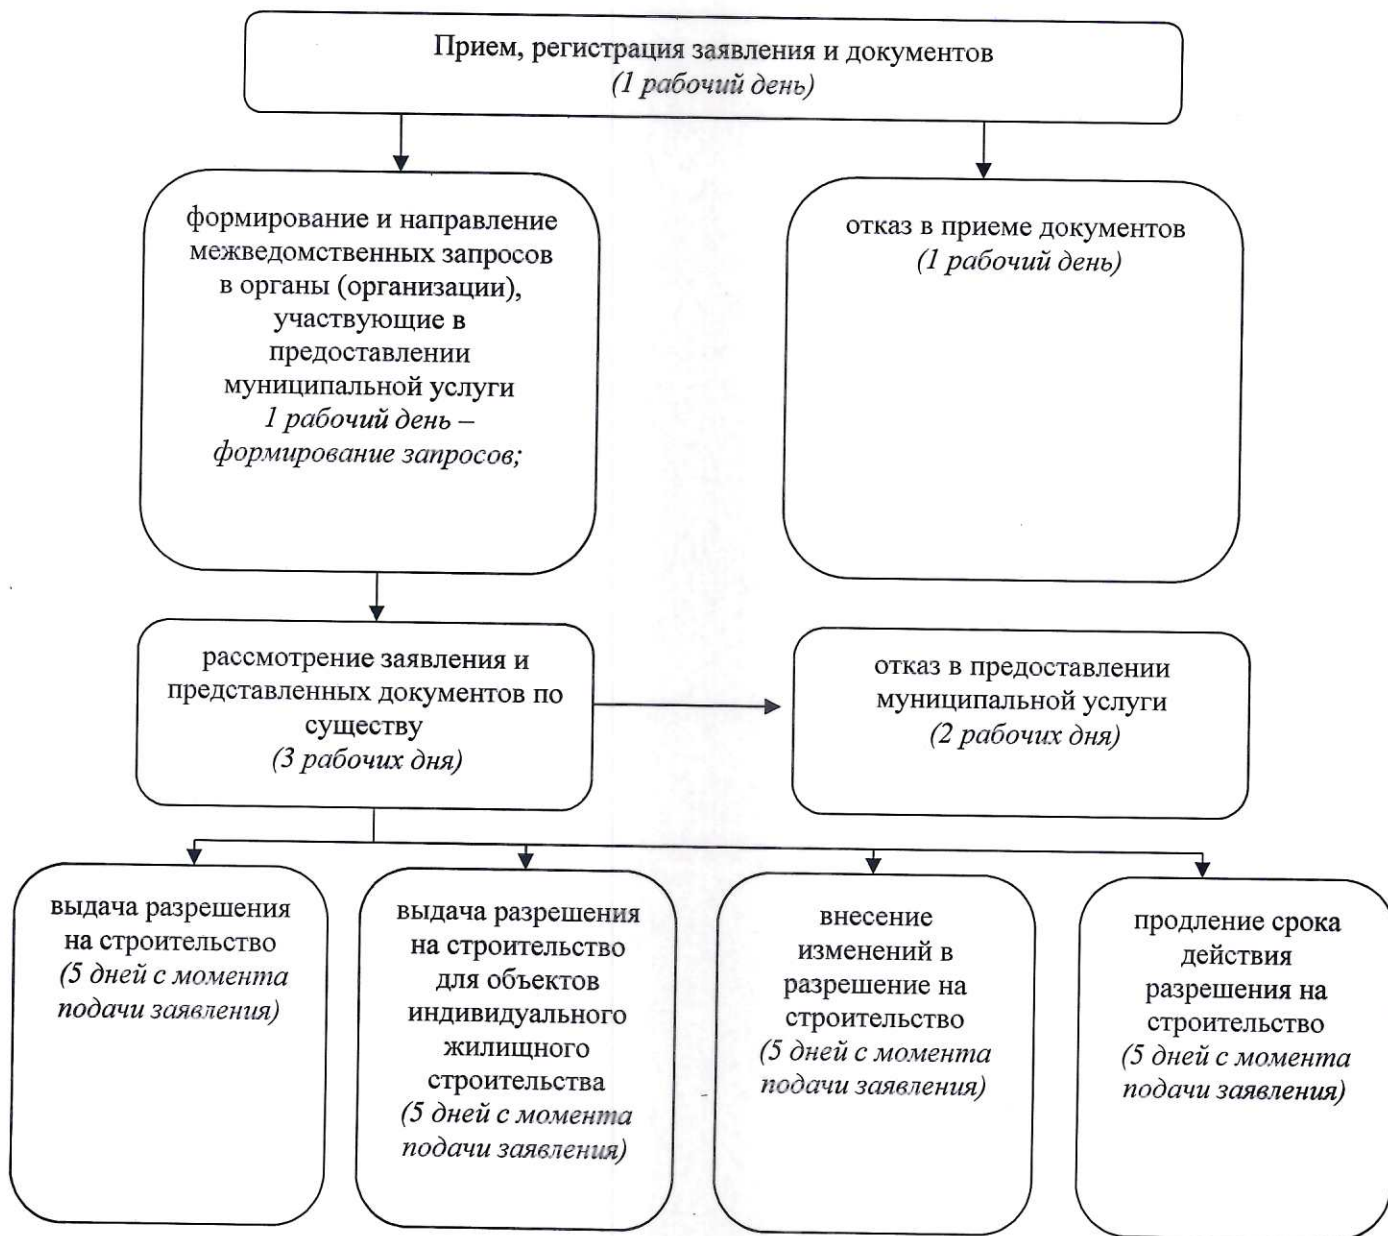 Прием, регистрация заявления и документов
(1 рабочий день)
формирование и направление
межведомственных запросов
в органы (организации),
участвующие в
предоставлении
муниципальной услуги
1 рабочий день –
формирование запросов;
отказ в приеме документов
(1 рабочий день)
рассмотрение заявления и
представленных документов по
существу
(3 рабочих дня)
отказ в предоставлении
муниципальной услуги
(2 рабочих дня)
выдача разрешения
на строительство
(5 дней с момента
подачи заявления)
выдача разрешения
на строительство
для объектов
индивидуального
жилищного
строительства
(5 дней с момента
подачи заявления)
внесение
изменений в
разрешение на
строительство
(5 дней с момента
подачи заявления)
продление срока
действия
разрешения на
строительство
(5 дней с момента
подачи заявления)